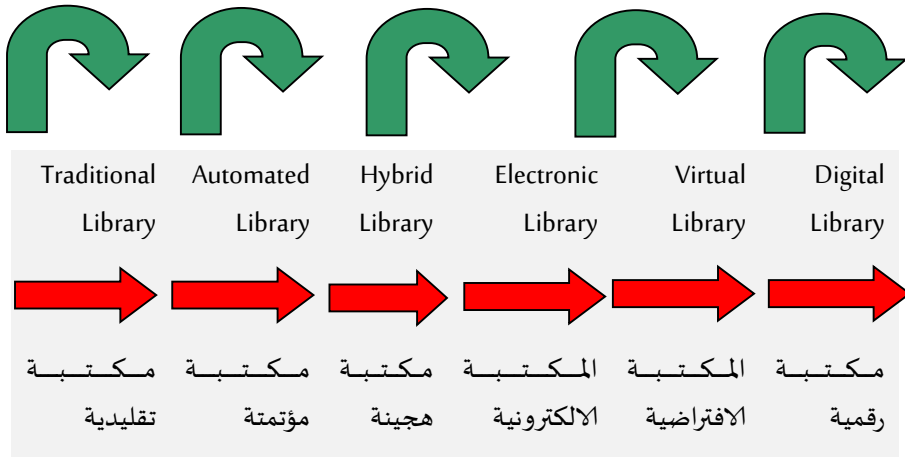 Traditional Library
Automated Library
Hybrid Library
Electronic Library
Virtual Library
Digital Library
مكتبة تقليدية
مكتبة مؤتمتة
مكتبة هجينة
المكتبة الالكترونية
المكتبة الافتراضية
مكتبة رقمية